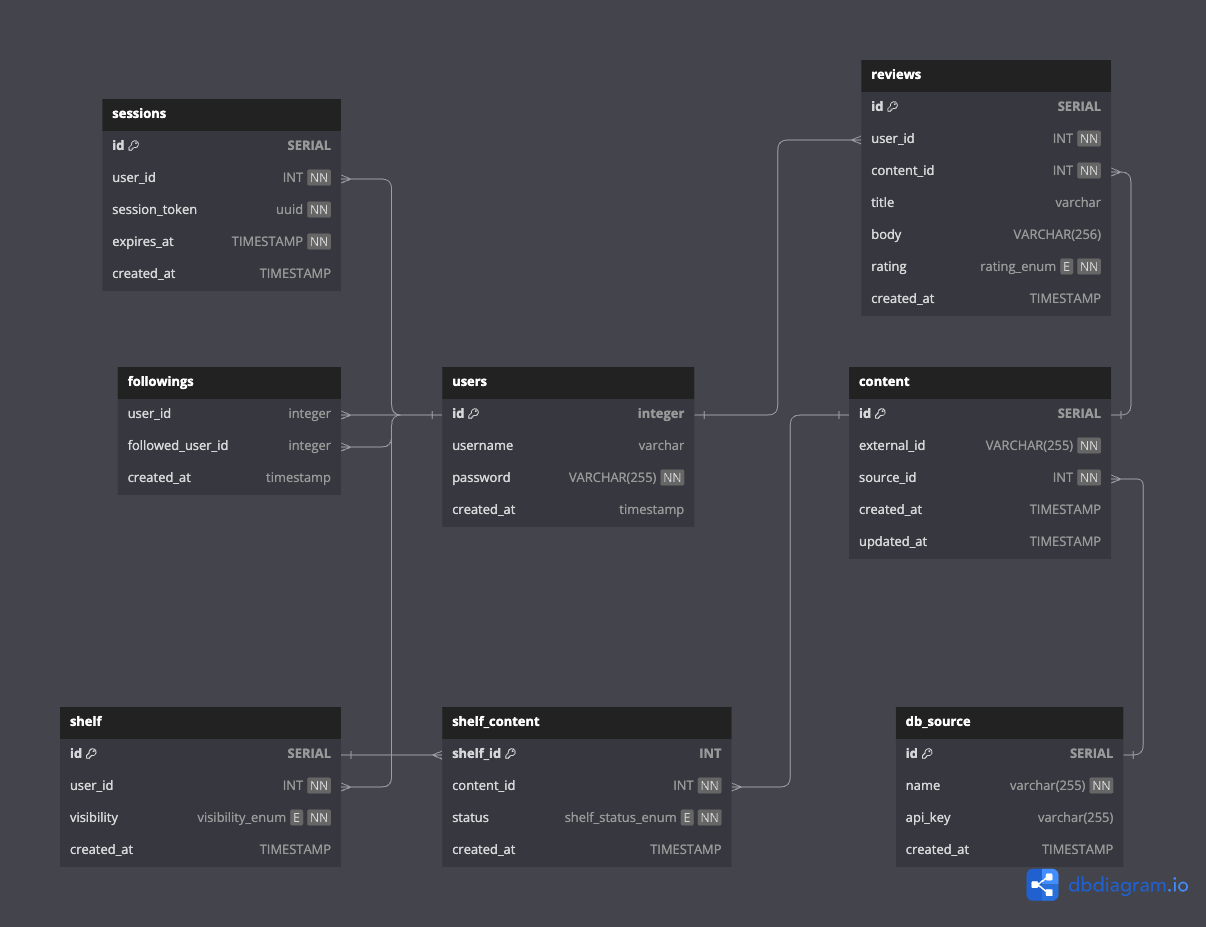 sessions
id SERIAL
user_id INT NN
session_token uuid NN
expires_at TIMESTAMP NN
created_at TIMESTAMP
reviews
id SERIAL
user_id INT NN
content_id INT NN
title varchar
body VARCHAR(256)
rating rating_enum E NN
created_at TIMESTAMP
followings
user_id integer
followed_user_id integer
created_at timestamp
users
id integer
username varchar
password VARCHAR(255) NN
created_at timestamp
content
id SERIAL
external_id VARCHAR(255) NN
source_id INT NN
created_at TIMESTAMP
updated_at TIMESTAMP
shelf
id SERIAL
user_id INT NN
visibility visibility_enum E NN
created_at TIMESTAMP
shelf_content
shelf_id INT
content_id INT NN
status shelf_status_enum E NN
created_at TIMESTAMP
db_source
id SERIAL
name varchar(255) NN
api_key varchar(255)
created_at TIMESTAMP
dbdiagram.io